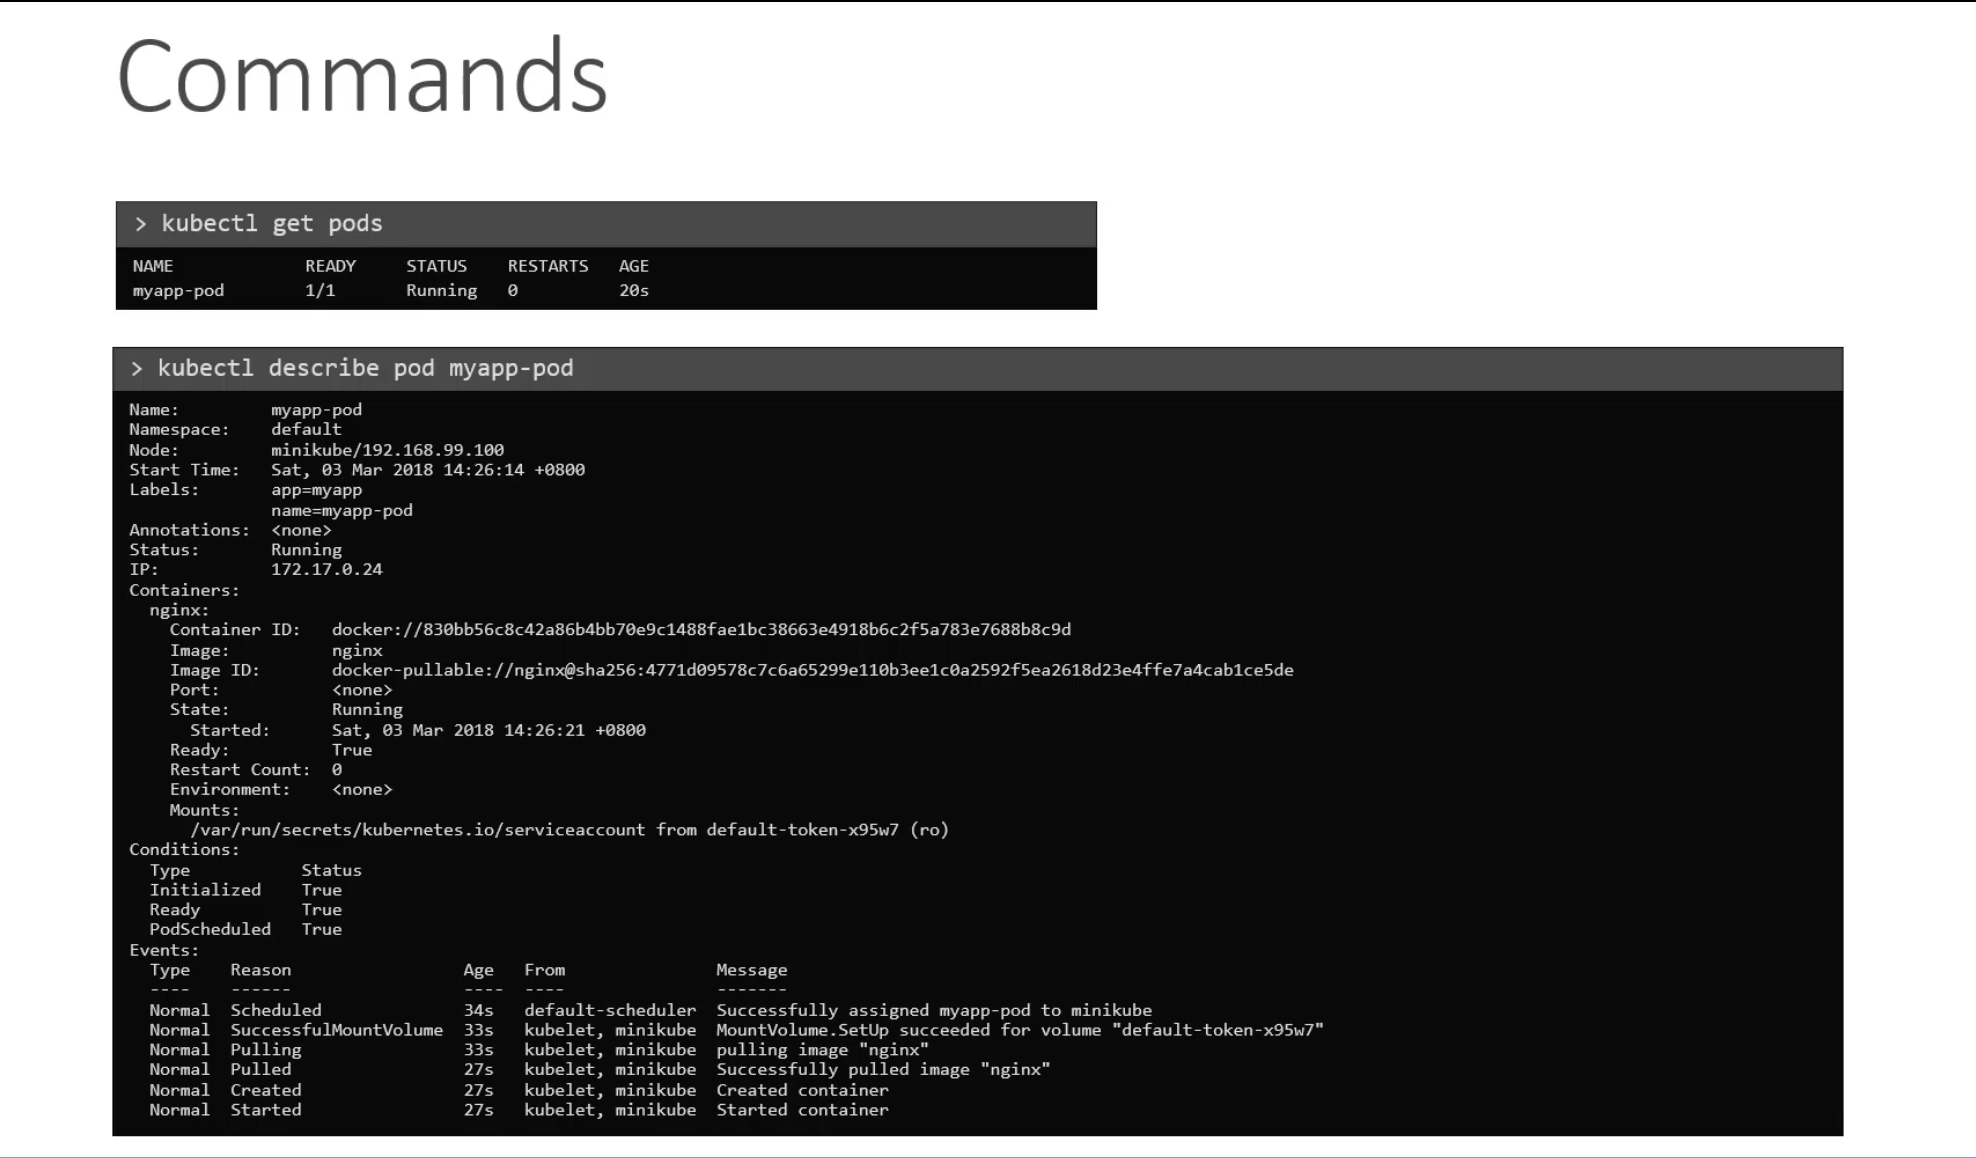 Commands
> kubectl get pods
NAME READY STATUS RESTARTS AGE
myapp-pod 1/1 Running 0 20s
> kubectl describe pod myapp-pod
Name: myapp-pod
Namespace: default
Node: minikube/192.168.99.100
Start Time: Sat, 03 Mar 2018 14:26:14 +0800
Labels: app=myapp
name=myapp-pod
Annotations: <none>
Status: Running
IP: 172.17.0.24
Containers:
nginx:
Container ID: docker://830bb56c8c42a86b4bb70e9c1488fae1bc38663e4918b6c2f5a783e7688b8c9d
Image: nginx
Image ID: docker-pullable://nginx@sha256:4771d09578c7c6a65299e110b3ee1c0a2592f5ea2618d23e4ffe7a4cab1ce5de
Port: <none>
State: Running
Started: Sat, 03 Mar 2018 14:26:21 +0800
Ready: True
Restart Count: 0
Environment: <none>
Mounts:
/var/run/secrets/kubernetes.io/serviceaccount from default-token-x95w7 (ro)
Conditions:
Type Status
Initialized True
Ready True
PodScheduled True
Events:
Type Reason Age From Message
---- ------ ---- ---- -------
Normal Scheduled 34s default-scheduler Successfully assigned myapp-pod to minikube
Normal SuccessfulMountVolume 33s kubelet, minikube MountVolume.SetUp succeeded for volume "default-token-x95w7"
Normal Pulling 33s kubelet, minikube pulling image "nginx"
Normal Pulled 27s kubelet, minikube Successfully pulled image "nginx"
Normal Created 27s kubelet, minikube Created container
Normal Started 27s kubelet, minikube Started container